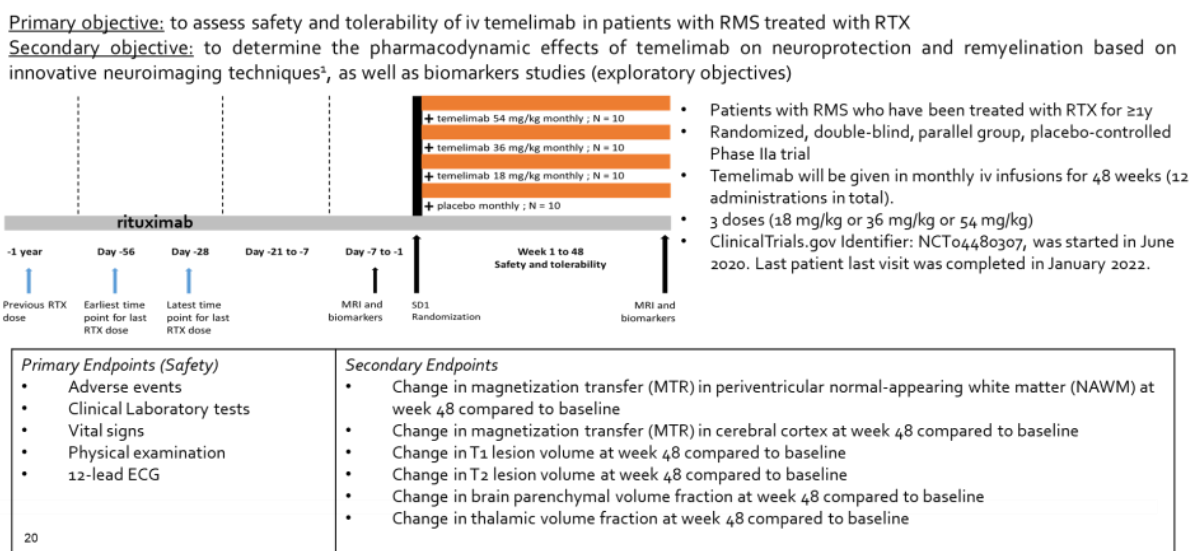 Primary objective: to assess safety and tolerability of iv temelimab in patients with RMS treated with RTX
Secondary objective: to determine the pharmacodynamic effects of temelimab on neuroprotection and remyelination based on
innovative neuroimaging techniques¹, as well as biomarkers studies (exploratory objectives)
+ temelimab 54 mg/kg monthly ; N = 10
+ temelimab 36 mg/kg monthly ; N = 10
+ temelimab 18 mg/kg monthly ; N = 10
+ placebo monthly ; N = 10
rituximab
-1 year
Day -56
Day -28
Day -21 to -7
Day -7 to -1
Week 1 to 48
Safety and tolerability
Previous RTX
dose
Earliest time
point for last
RTX dose
Latest time
point for last
RTX dose
MRI and
biomarkers
SD1
Randomization
MRI and
biomarkers
• Patients with RMS who have been treated with RTX for ≥1y
• Randomized, double-blind, parallel group, placebo-controlled
Phase IIa trial
• Temelimab will be given in monthly iv infusions for 48 weeks (12
administrations in total).
• 3 doses (18 mg/kg or 36 mg/kg or 54 mg/kg)
• ClinicalTrials.gov Identifier: NCT04480307, was started in June
2020. Last patient last visit was completed in January 2022.
Primary Endpoints (Safety)
• Adverse events
• Clinical Laboratory tests
• Vital signs
• Physical examination
• 12-lead ECG
Secondary Endpoints
• Change in magnetization transfer (MTR) in periventricular normal-appearing white matter (NAWM) at
week 48 compared to baseline
• Change in magnetization transfer (MTR) in cerebral cortex at week 48 compared to baseline
• Change in T1 lesion volume at week 48 compared to baseline
• Change in T2 lesion volume at week 48 compared to baseline
• Change in brain parenchymal volume fraction at week 48 compared to baseline
• Change in thalamic volume fraction at week 48 compared to baseline
20